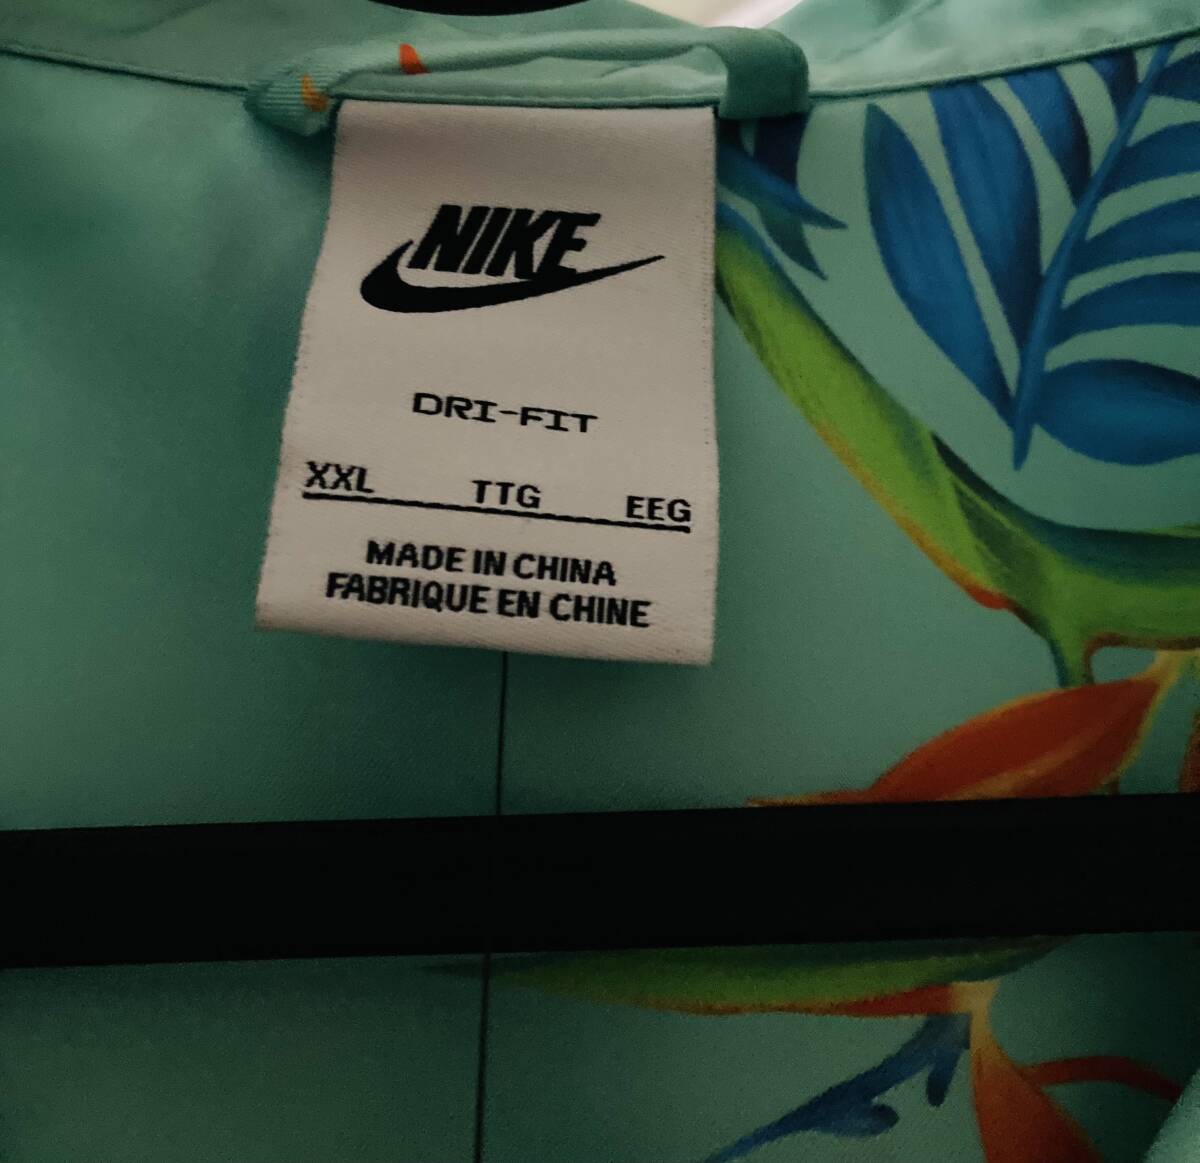 NIKE
DRI-FIT
XXL TTG EEG
MADE IN CHINA
FABRIQUE EN CHINE